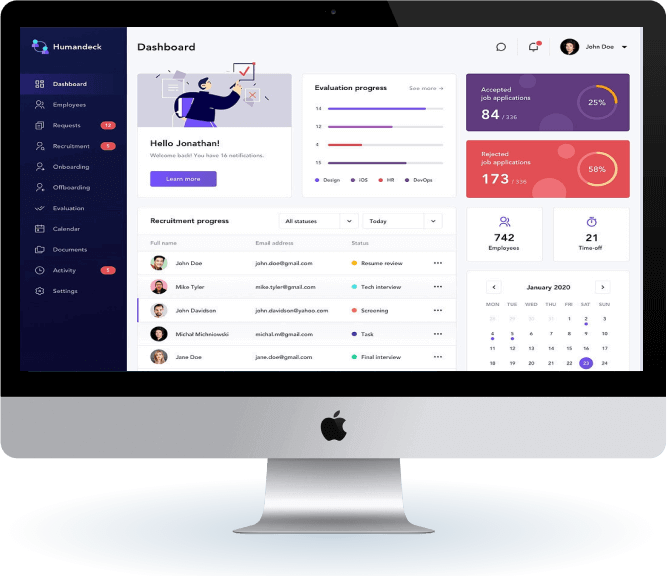 Humandeck
Dashboard
Employees
Requests 12
Recruitment 1
Onboarding
Offboarding
Evaluation
Calendar
Documents
Activity 1
Settings
Dashboard
John Doe
Hello Jonathan!
Welcome back! You have 16 notifications.
Learn more
Evaluation progress See more →
14
12
4
15
Design iOS HR DevOps
Accepted
job applications
84 / 336
25%
Rejected
job applications
173 / 336
58%
742
Employees
21
Time-off
Recruitment progress All statuses Today
Full name Email address Status
John Doe john.doe@gmail.com Resume review
Mike Tyler mike.tyler@gmail.com Tech interview
John Davidson john.davidson@yahoo.com Screening
Michał Michniowski michal.m@gmail.com Task
Jane Doe jane.doe@gmail.com Final interview
January 2020
MON TUE WED THU FRI SAT SUN
28 29 30 31 1 2 3
4 5 6 7 8 9 10
11 12 13 14 15 16 17
18 19 20 21 22 23 24